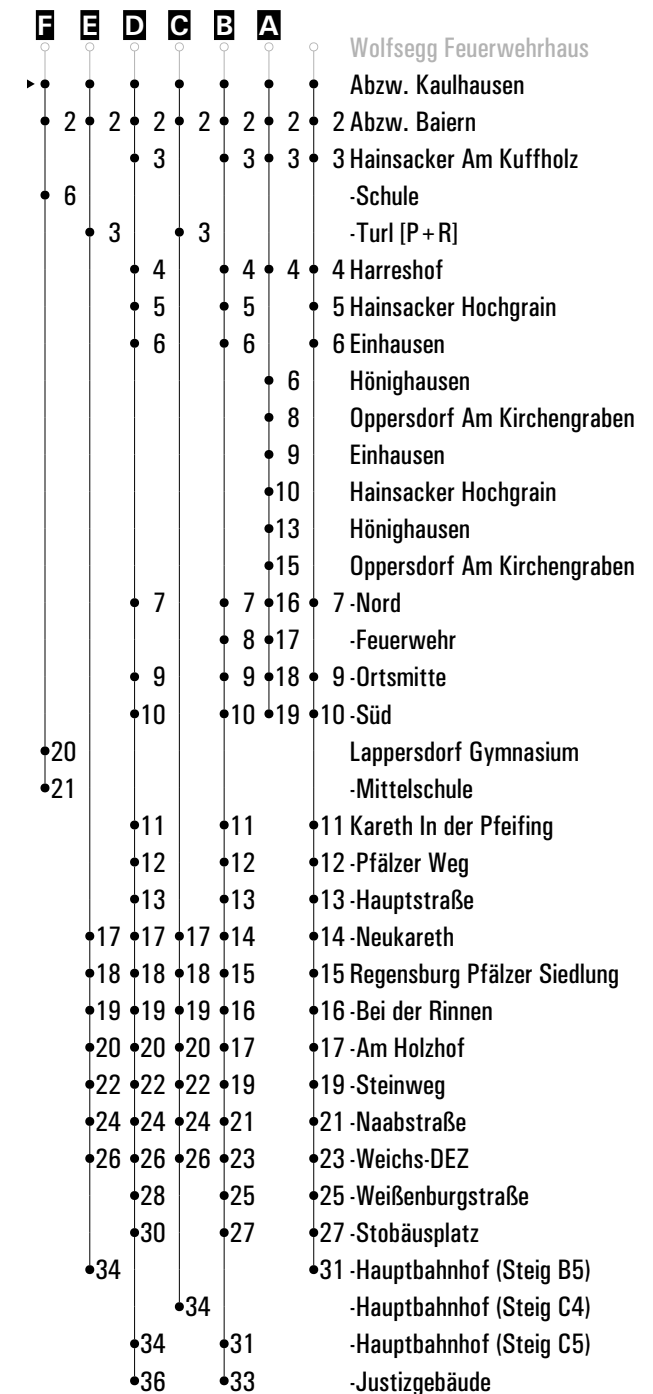 F E D C B A
Wolfsegg Feuerwehrhaus
Abzw. Kaulhausen
2 2 2 2 2 2 2 Abzw. Baiern
3 3 3 3 Hainsacker Am Kuffholz
6 -Schule
3 3 -Turl [P+R]
4 4 4 4 Harreshof
5 5 5 Hainsacker Hochgrain
6 6 6 Einhausen
6 Hönighausen
8 Oppersdorf Am Kirchengraben
9 Einhausen
10 Hainsacker Hochgrain
13 Hönighausen
15 Oppersdorf Am Kirchengraben
7 7 16 7 -Nord
8 17 -Feuerwehr
9 9 18 9 -Ortsmitte
10 10 19 10 -Süd
20 Lappersdorf Gymnasium
21 -Mittelschule
11 11 11 Kareth In der Pfeifing
12 12 12 -Pfälzer Weg
13 13 13 -Hauptstraße
17 17 17 14 14 -Neukareth
18 18 18 15 15 Regensburg Pfälzer Siedlung
19 19 19 16 16 -Bei der Rinnen
20 20 20 17 17 -Am Holzhof
22 22 22 19 19 -Steinweg
24 24 24 21 21 -Naabstraße
26 26 26 23 23 -Weichs-DEZ
28 25 25 -Weißenburgstraße
30 27 27 -Stobäusplatz
34 31 -Hauptbahnhof (Steig B5)
34 -Hauptbahnhof (Steig C4)
34 31 -Hauptbahnhof (Steig C5)
36 33 -Justizgebäude